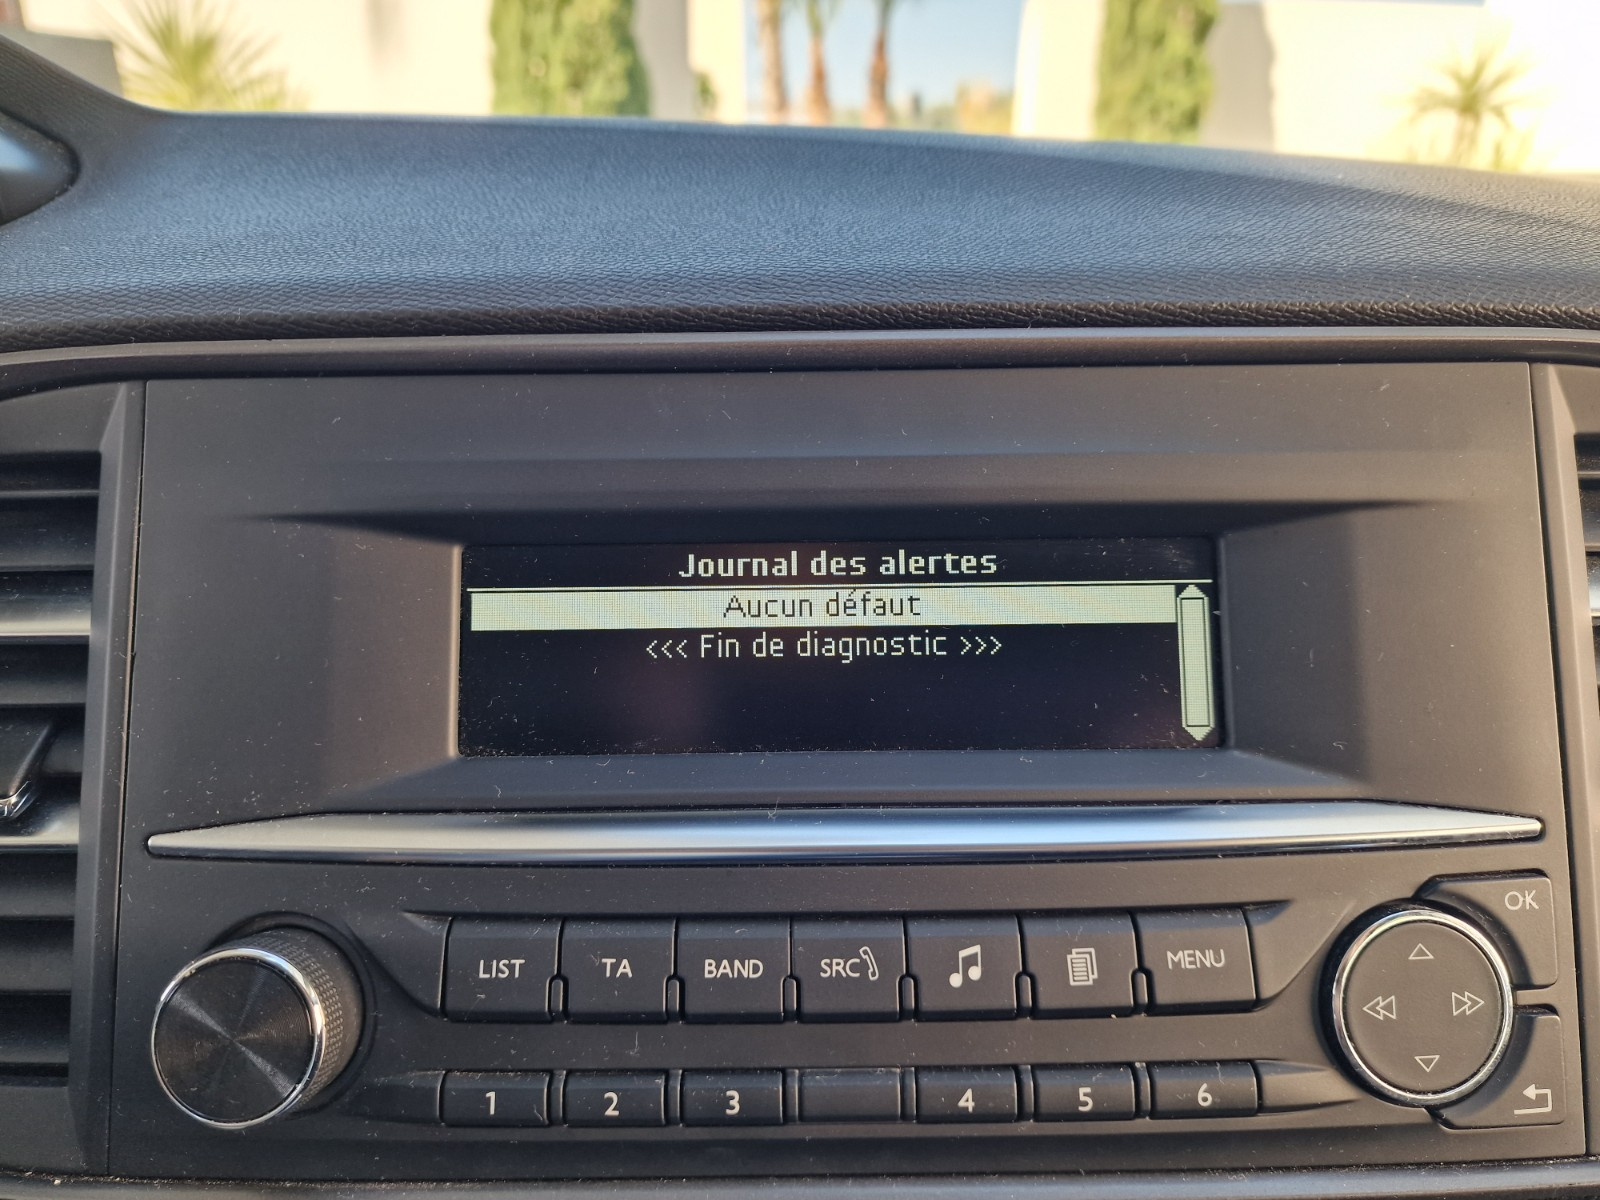 Journal des alertes
Aucun défaut
<<< Fin de diagnostic >>>
OK
LIST TA BAND SRC MENU
1 2 3 4 5 6